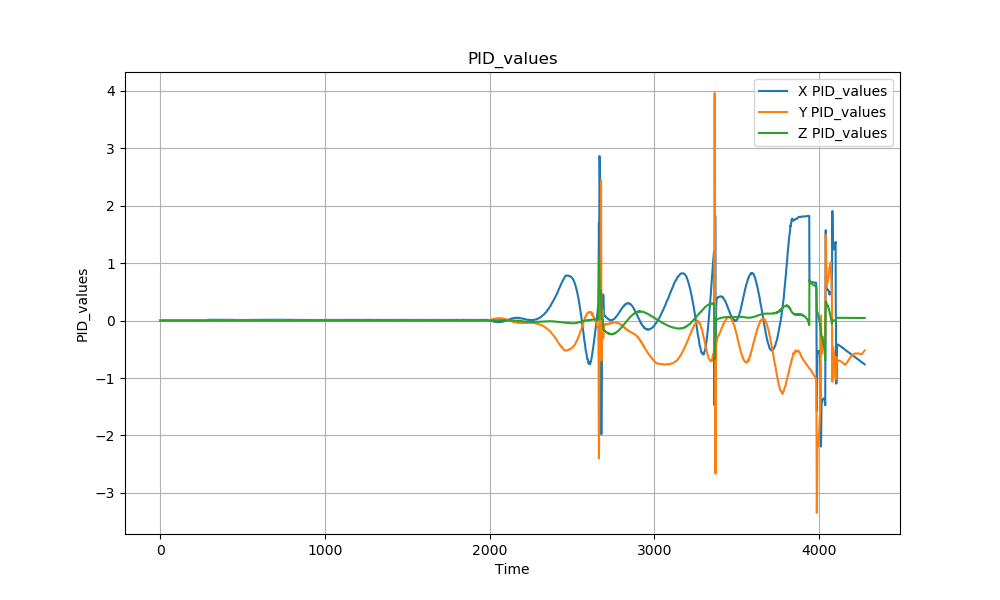 PID_values
X PID_values
Y PID_values
Z PID_values
PID_values
4
3
2
1
0
−1
−2
−3
0 1000 2000 3000 4000
Time